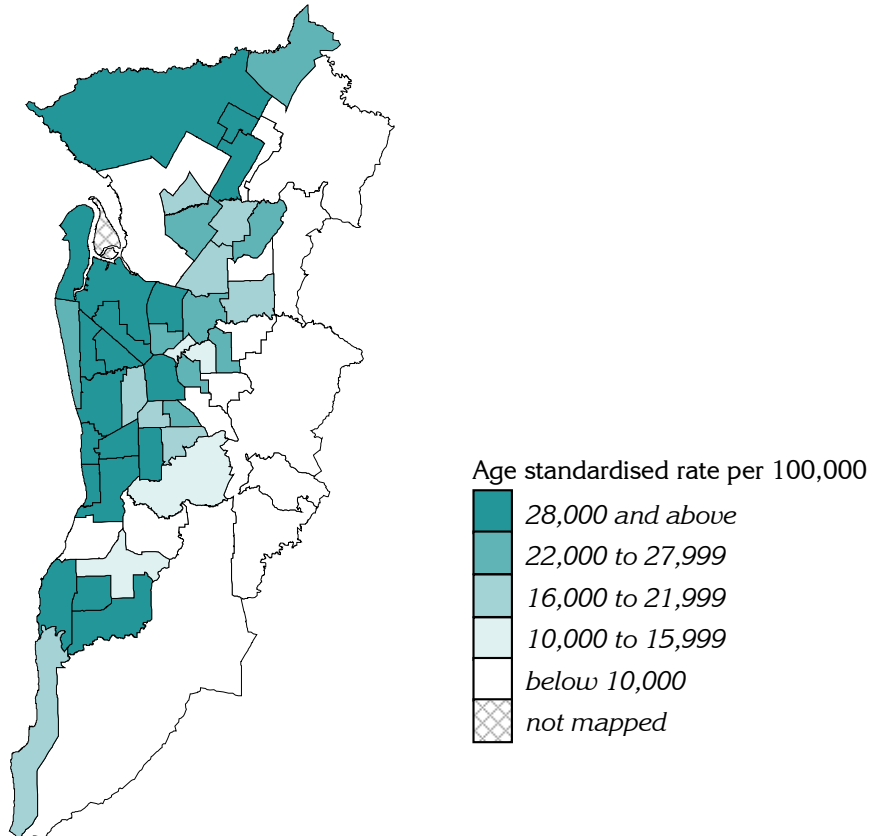 Age standardised rate per 100,000
28,000 and above
22,000 to 27,999
16,000 to 21,999
10,000 to 15,999
below 10,000
not mapped